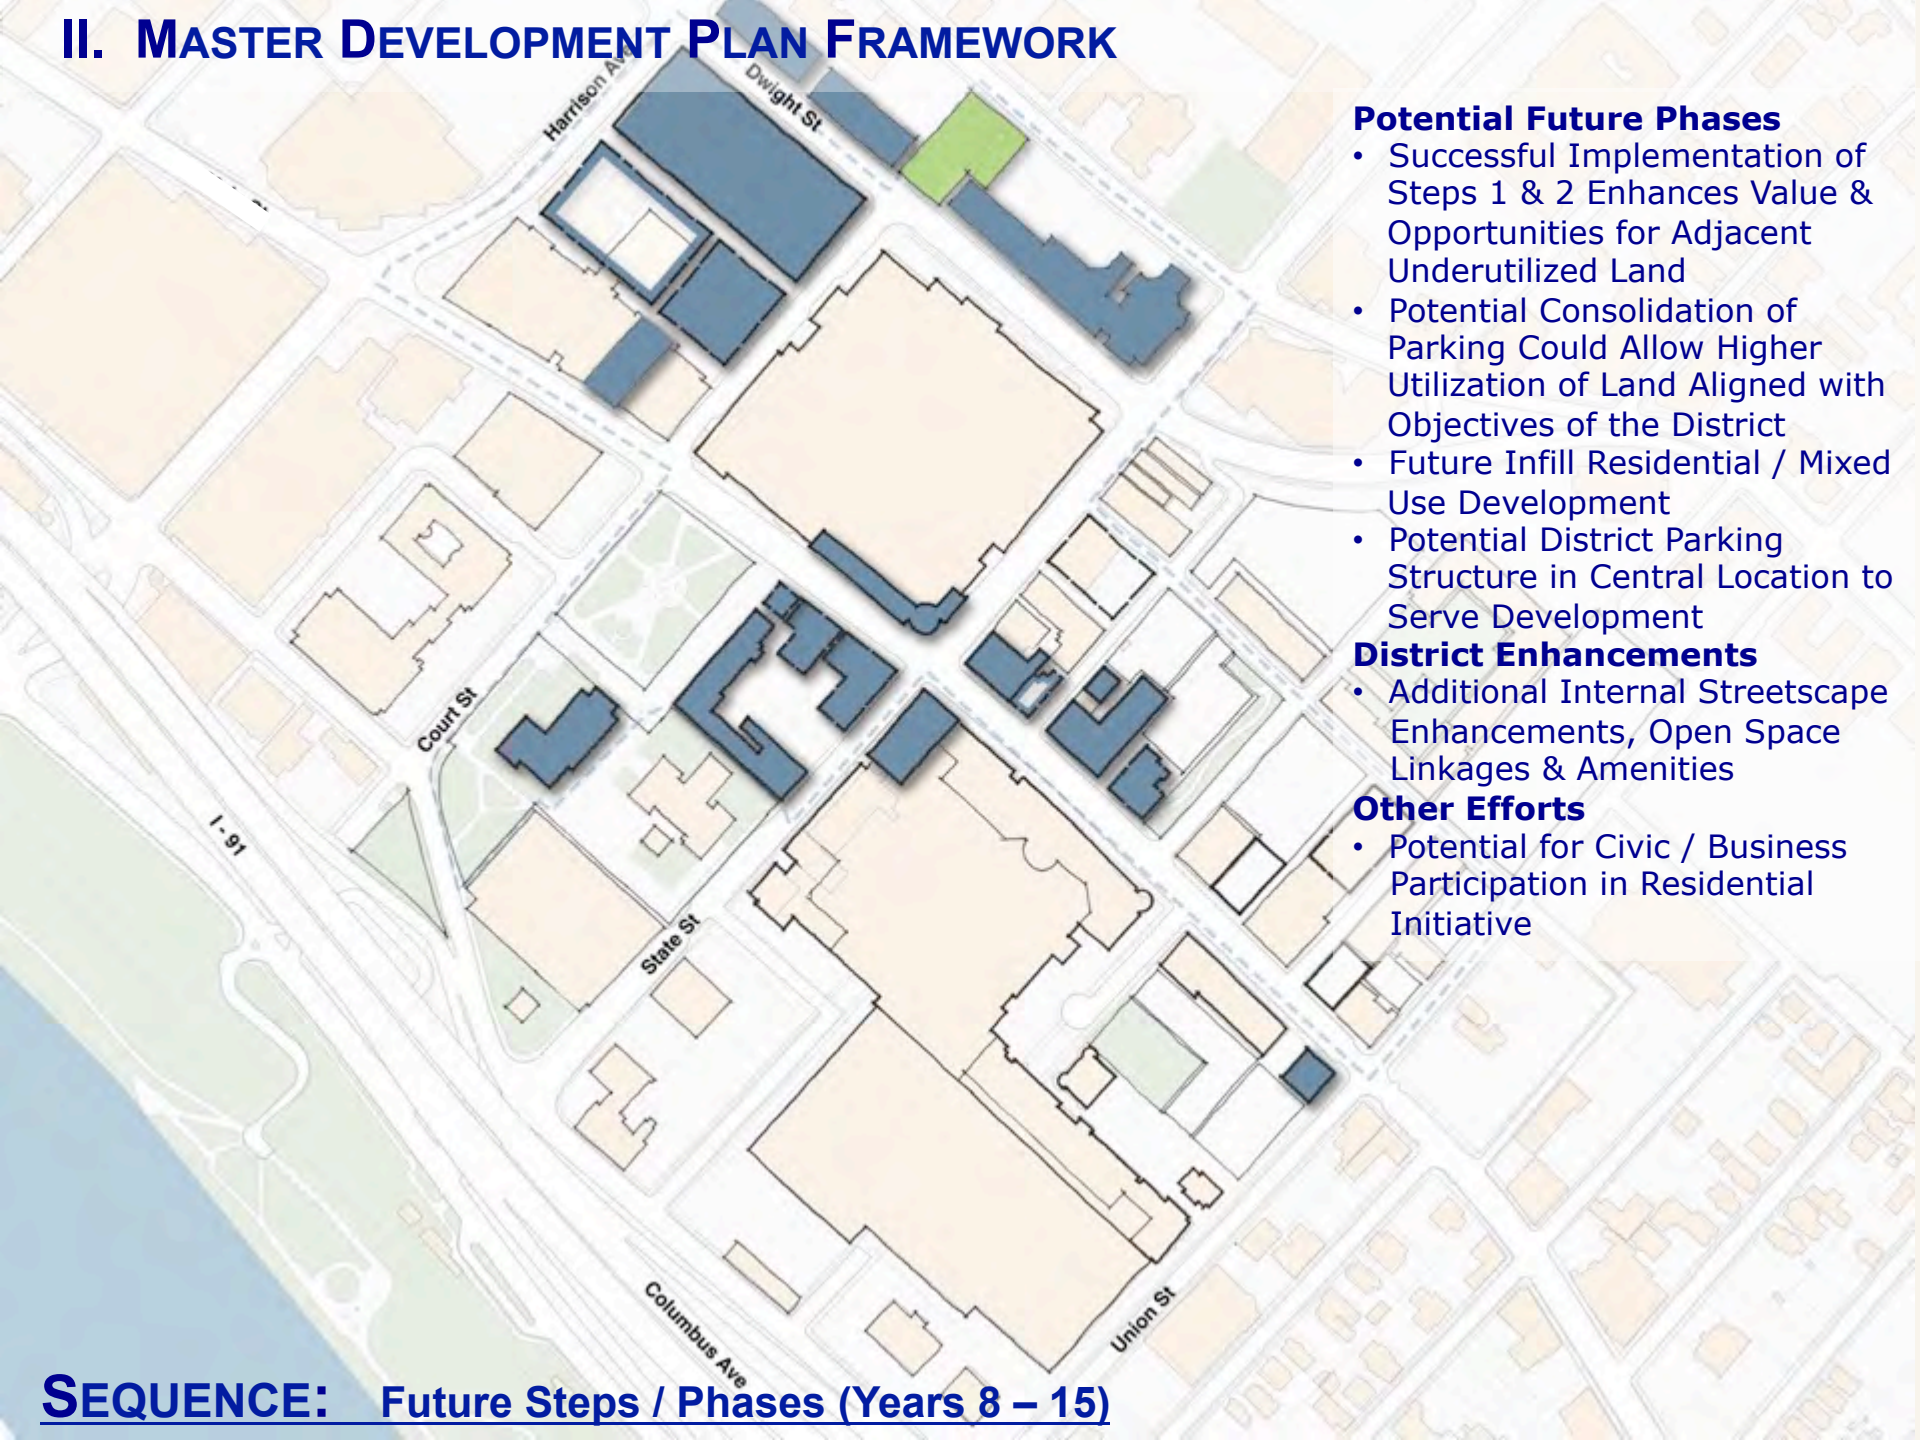 II. MASTER DEVELOPMENT PLAN FRAMEWORK
Harrison Ave
Dwight St
Potential Future Phases
• Successful Implementation of
Steps 1 & 2 Enhances Value &
Opportunities for Adjacent
Underutilized Land
• Potential Consolidation of
Parking Could Allow Higher
Utilization of Land Aligned with
Objectives of the District
• Future Infill Residential / Mixed
Use Development
• Potential District Parking
Structure in Central Location to
Serve Development
District Enhancements
• Additional Internal Streetscape
Enhancements, Open Space
Linkages & Amenities
Other Efforts
• Potential for Civic / Business
Participation in Residential
Initiative
Court St
I - 91
State St
Columbus Ave
Union St
SEQUENCE: Future Steps / Phases (Years 8 – 15)